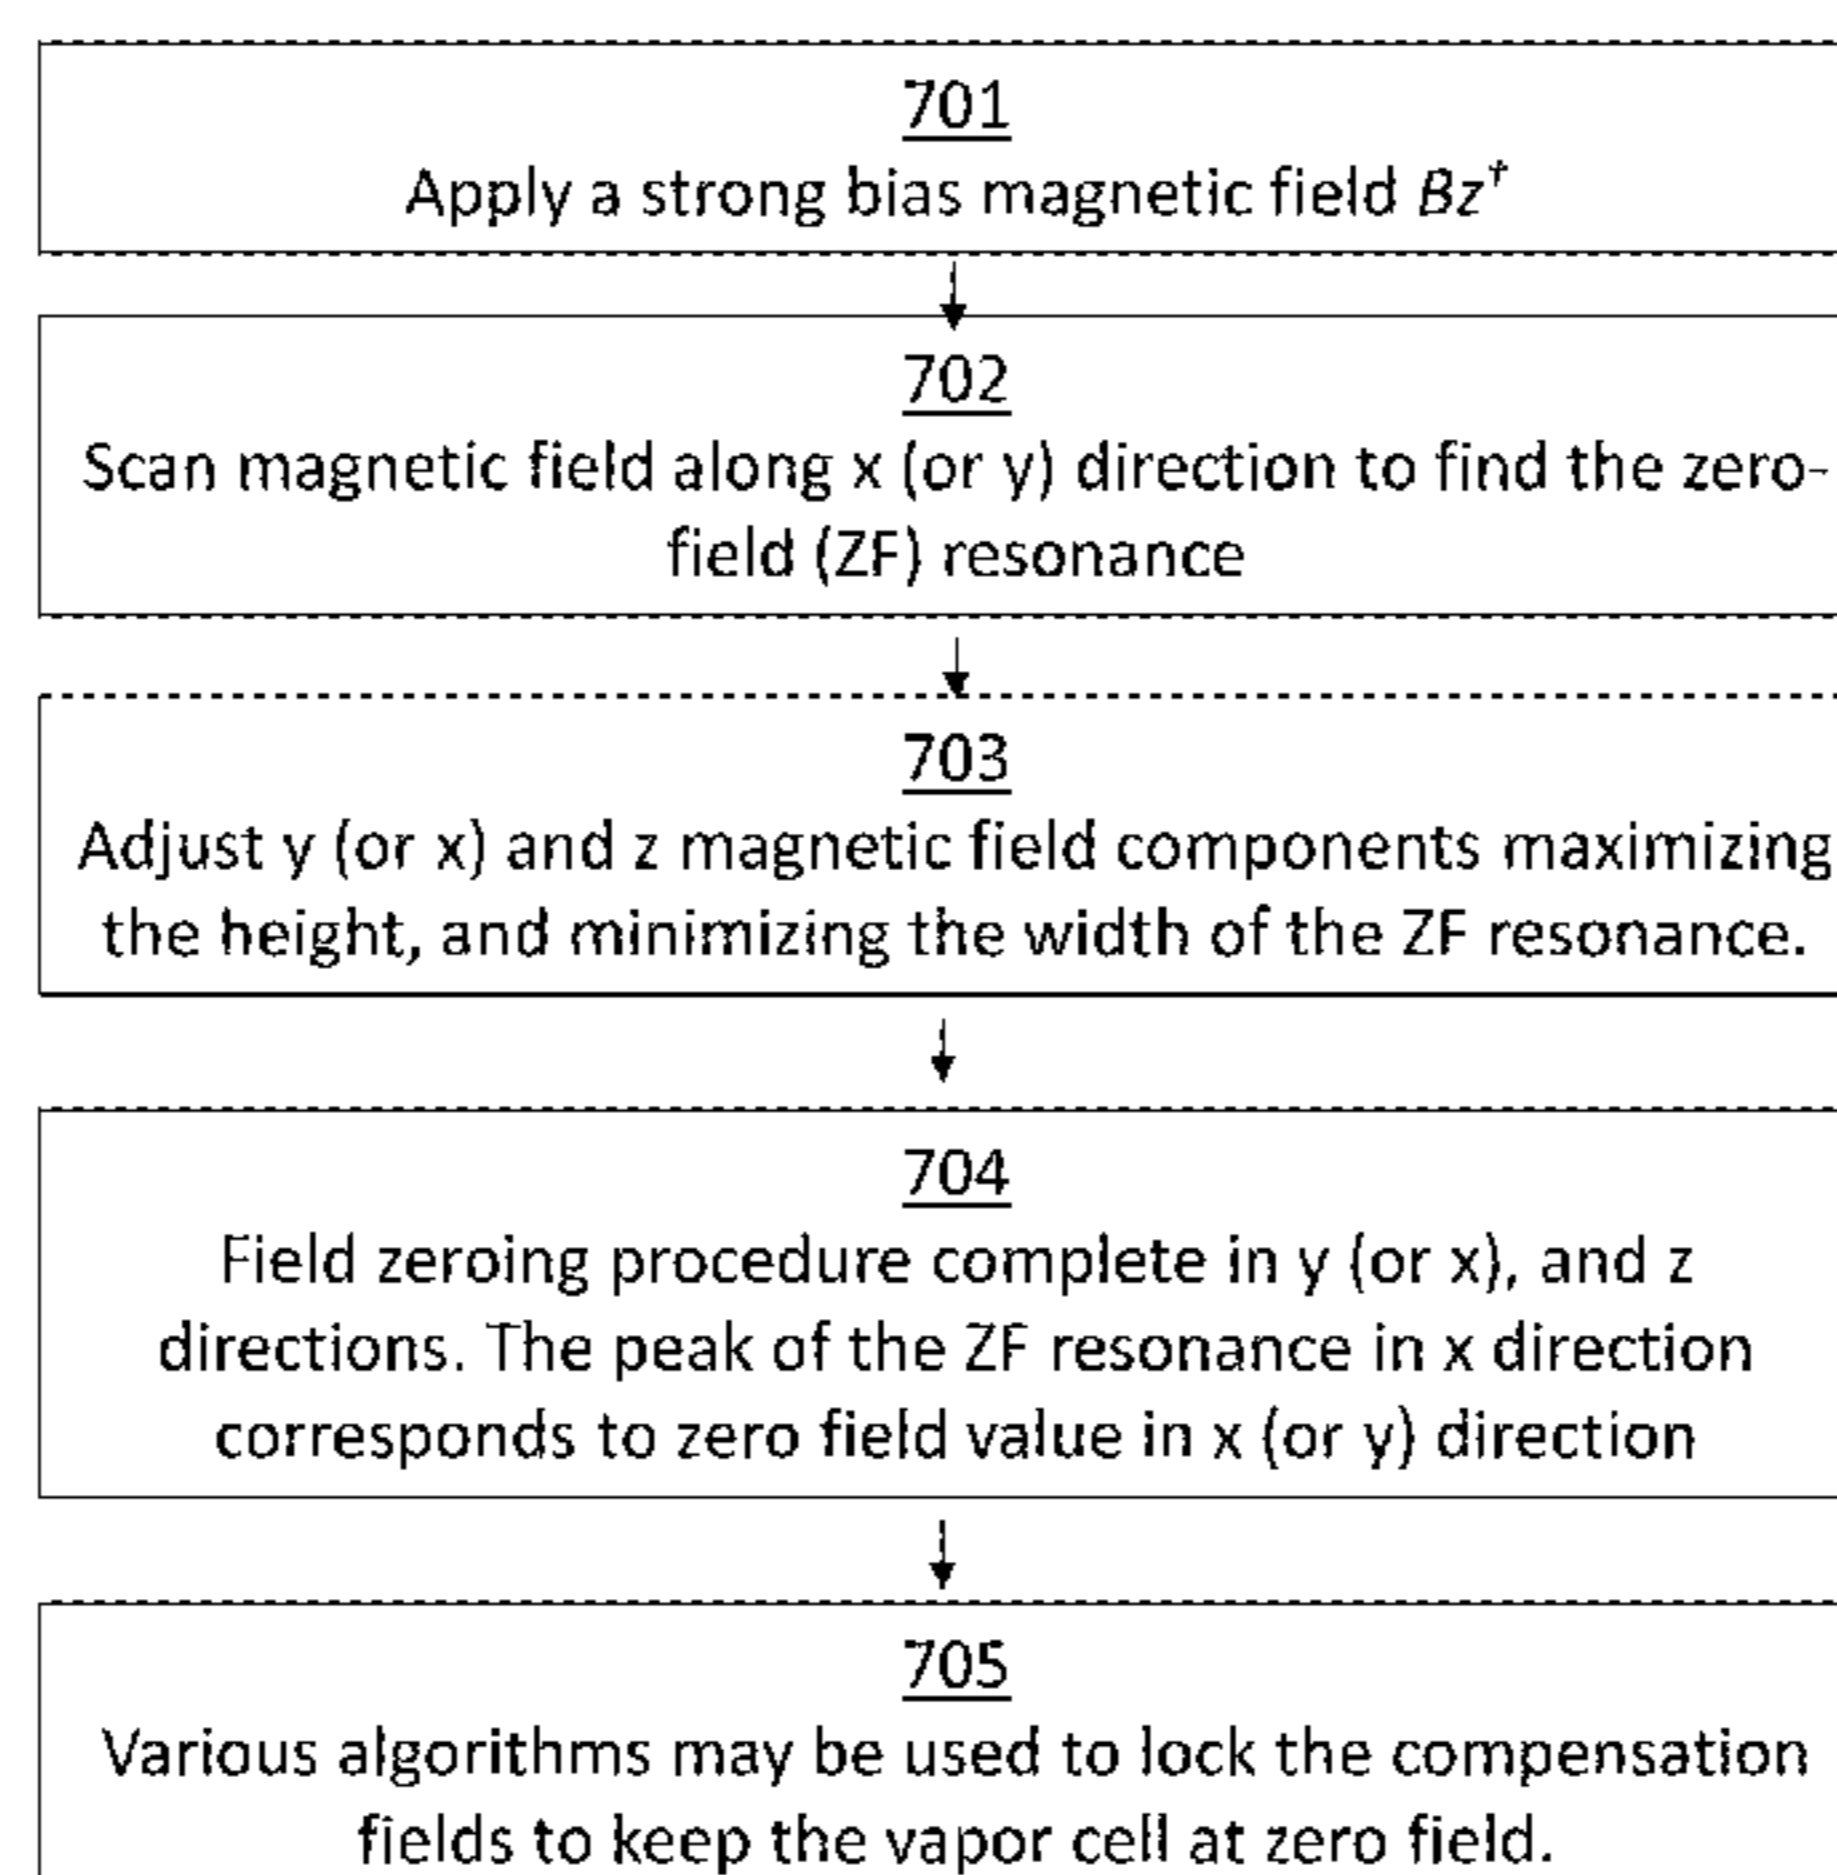 701
Apply a strong bias magnetic field Bz†
702
Scan magnetic field along x (or y) direction to find the zero-
field (ZF) resonance
703
Adjust y (or x) and z magnetic field components maximizing
the height, and minimizing the width of the ZF resonance.
704
Field zeroing procedure complete in y (or x), and z
directions. The peak of the ZF resonance in x direction
corresponds to zero field value in x (or y) direction
705
Various algorithms may be used to lock the compensation
fields to keep the vapor cell at zero field.